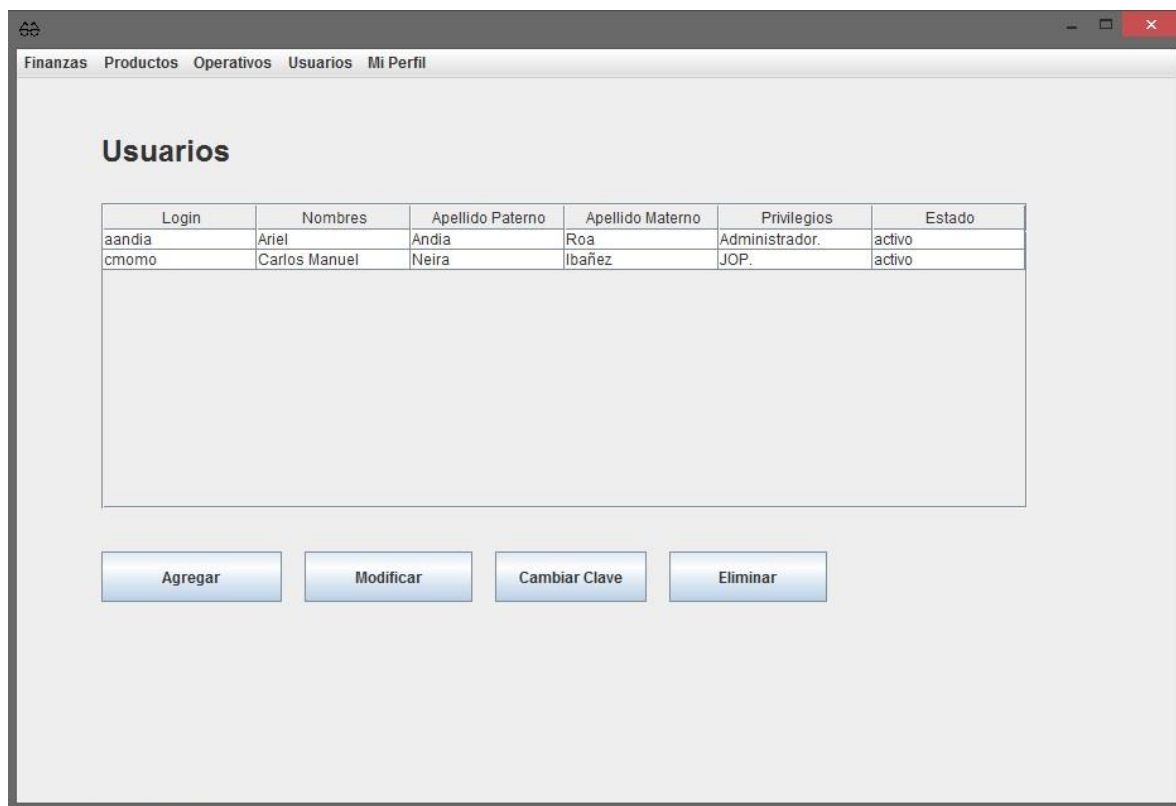 Finanzas Productos Operativos Usuarios Mi Perfil
Usuarios
Login Nombres Apellido Paterno Apellido Materno Privilegios Estado
aandia Ariel Andia Roa Administrador. activo
cmomo Carlos Manuel Neira Ibañez JOP. activo
Agregar Modificar Cambiar Clave Eliminar